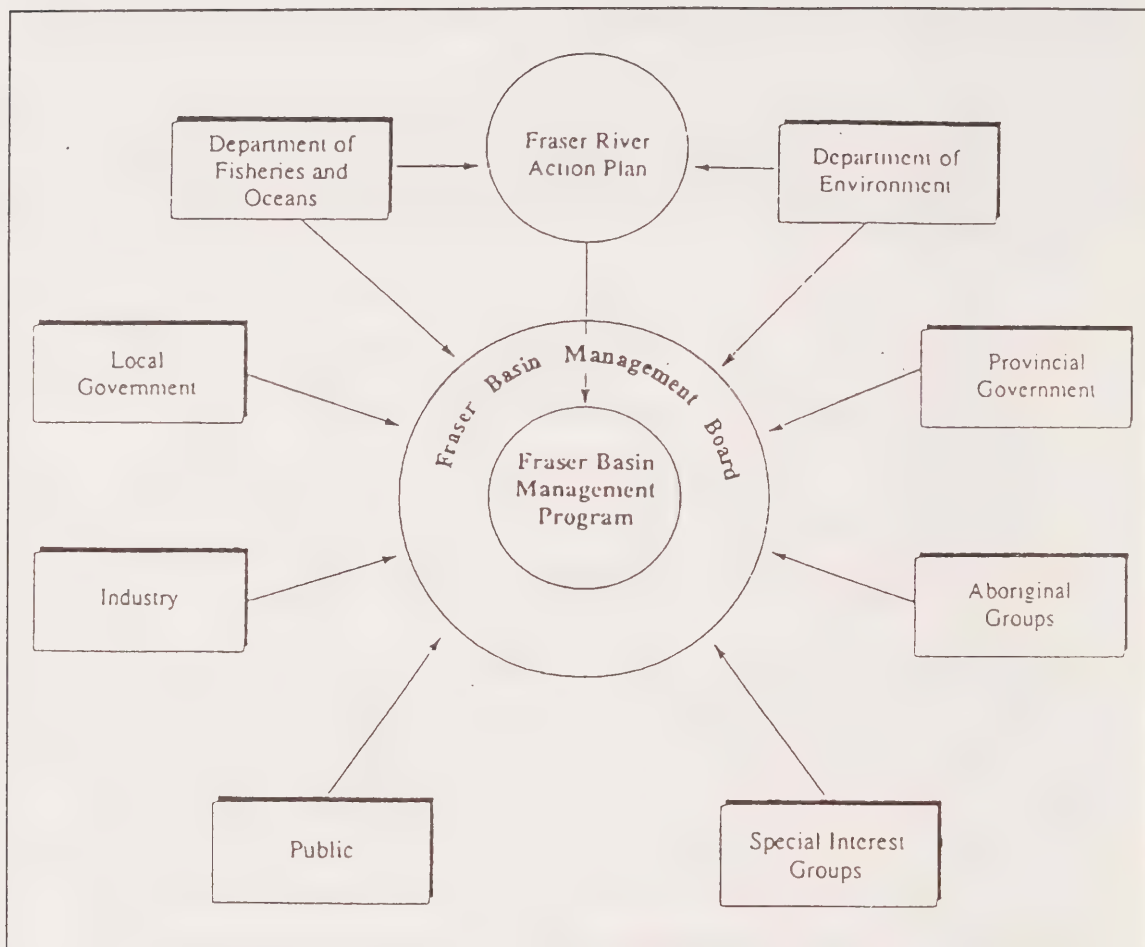 Fraser River
Action Plan
Department of
Fisheries and
Oceans
Department of
Environment
Fraser Basin Management Board
Local
Government
Provincial
Government
Fraser Basin
Management
Program
Industry
Aboriginal
Groups
Public
Special Interest
Groups